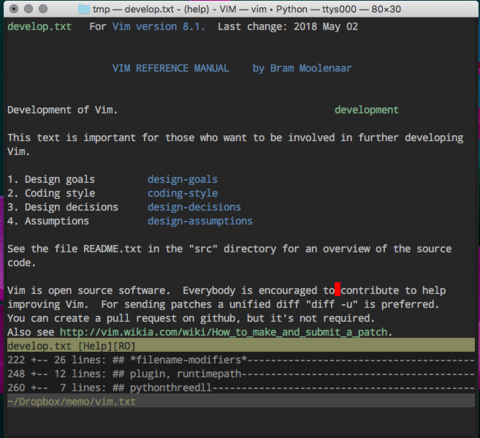 tmp — develop.txt - (help) - VIM — vim ▸ Python — ttys000 — 80×30
develop.txt   For Vim version 8.1.  Last change: 2018 May 02
VIM REFERENCE MANUAL    by Bram Moolenaar
Development of Vim.                                     development
This text is important for those who want to be involved in further developing
Vim.
1. Design goals         design-goals
2. Coding style         coding-style
3. Design decisions     design-decisions
4. Assumptions          design-assumptions
See the file README.txt in the "src" directory for an overview of the source
code.
Vim is open source software.  Everybody is encouraged to contribute to help
improving Vim.  For sending patches a unified diff "diff -u" is preferred.
You can create a pull request on github, but it's not required.
Also see http://vim.wikia.com/wiki/How_to_make_and_submit_a_patch.
develop.txt [Help][RO]
222 +-- 26 lines: ## *filename-modifiers*---------------------------------------
248 +-- 12 lines: ## plugin, runtimepath----------------------------------------
260 +--  7 lines: ## pythonthreedll---------------------------------------------
~/Dropbox/memo/vim.txt